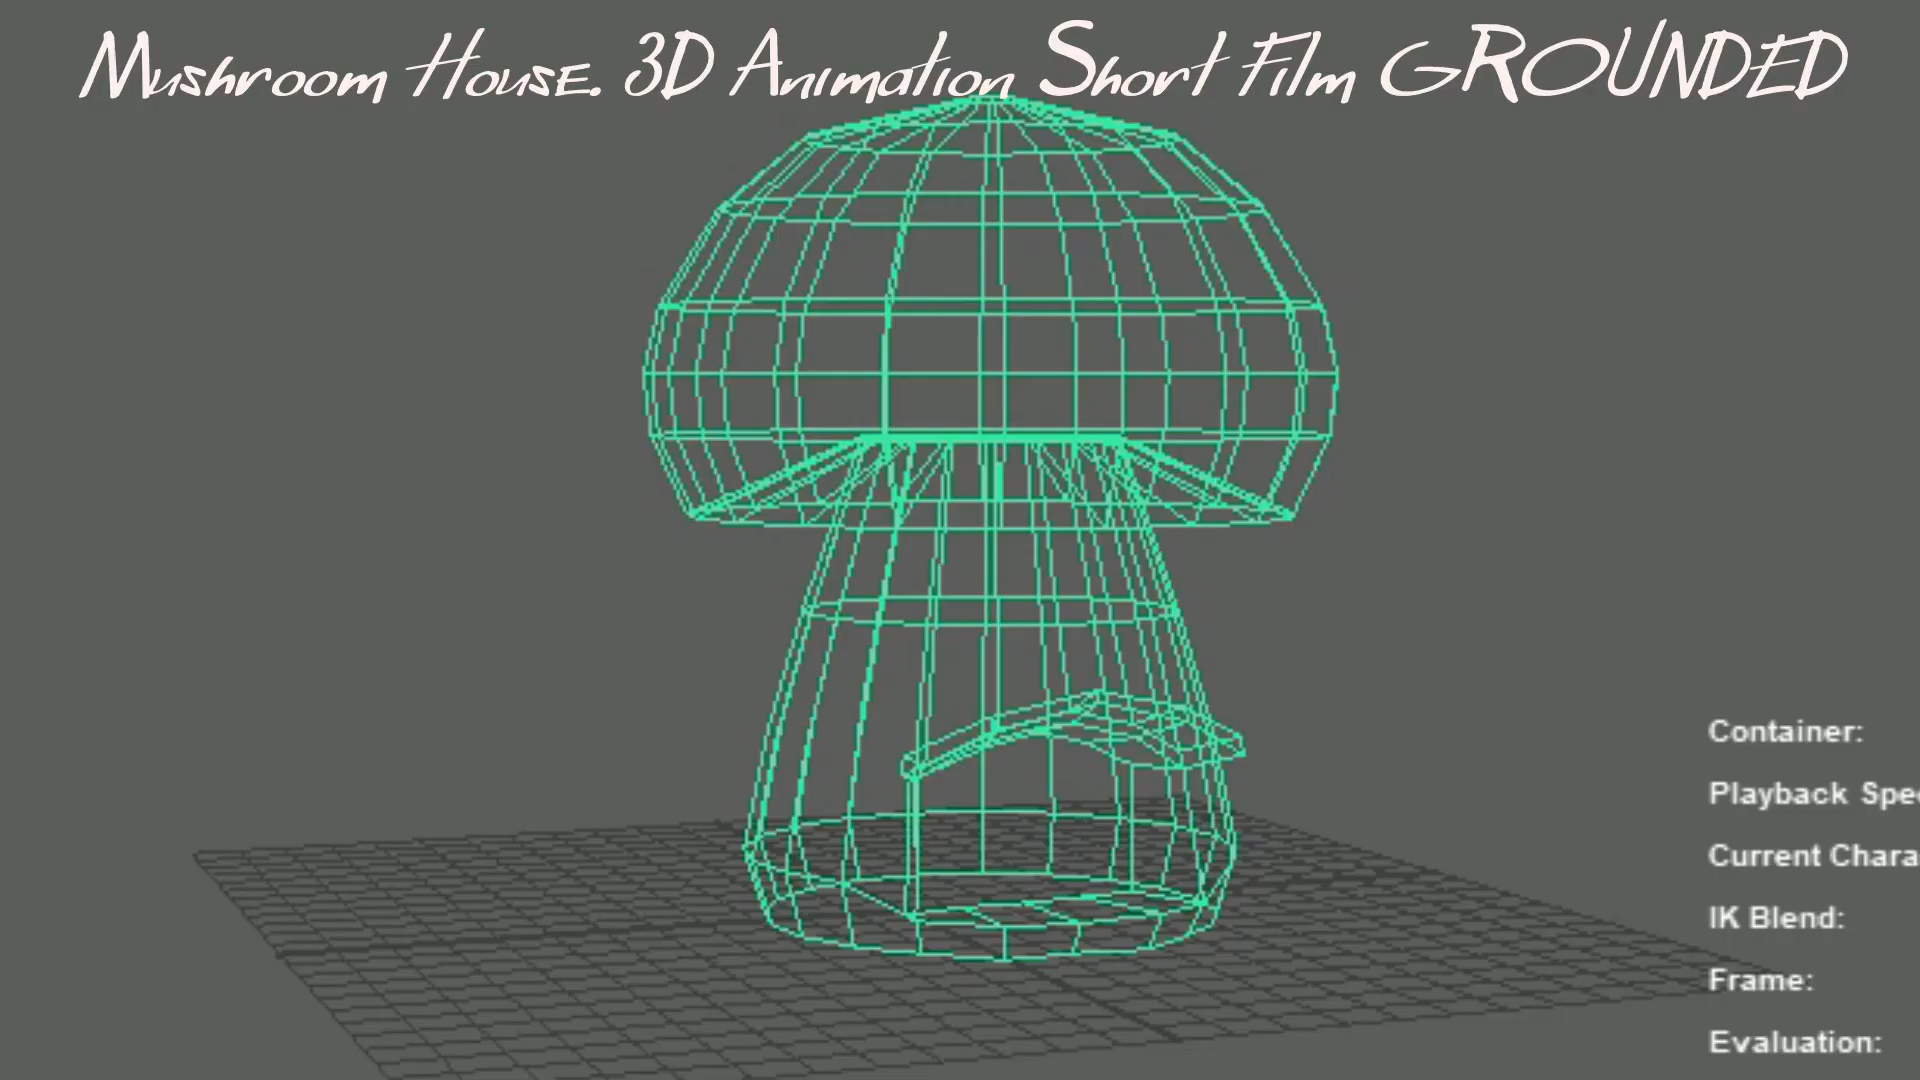 Mushroom House. 3D Animation Short Film GROUNDED
Container:
Playback Spe
Current Chara
IK Blend:
Frame:
Evaluation: